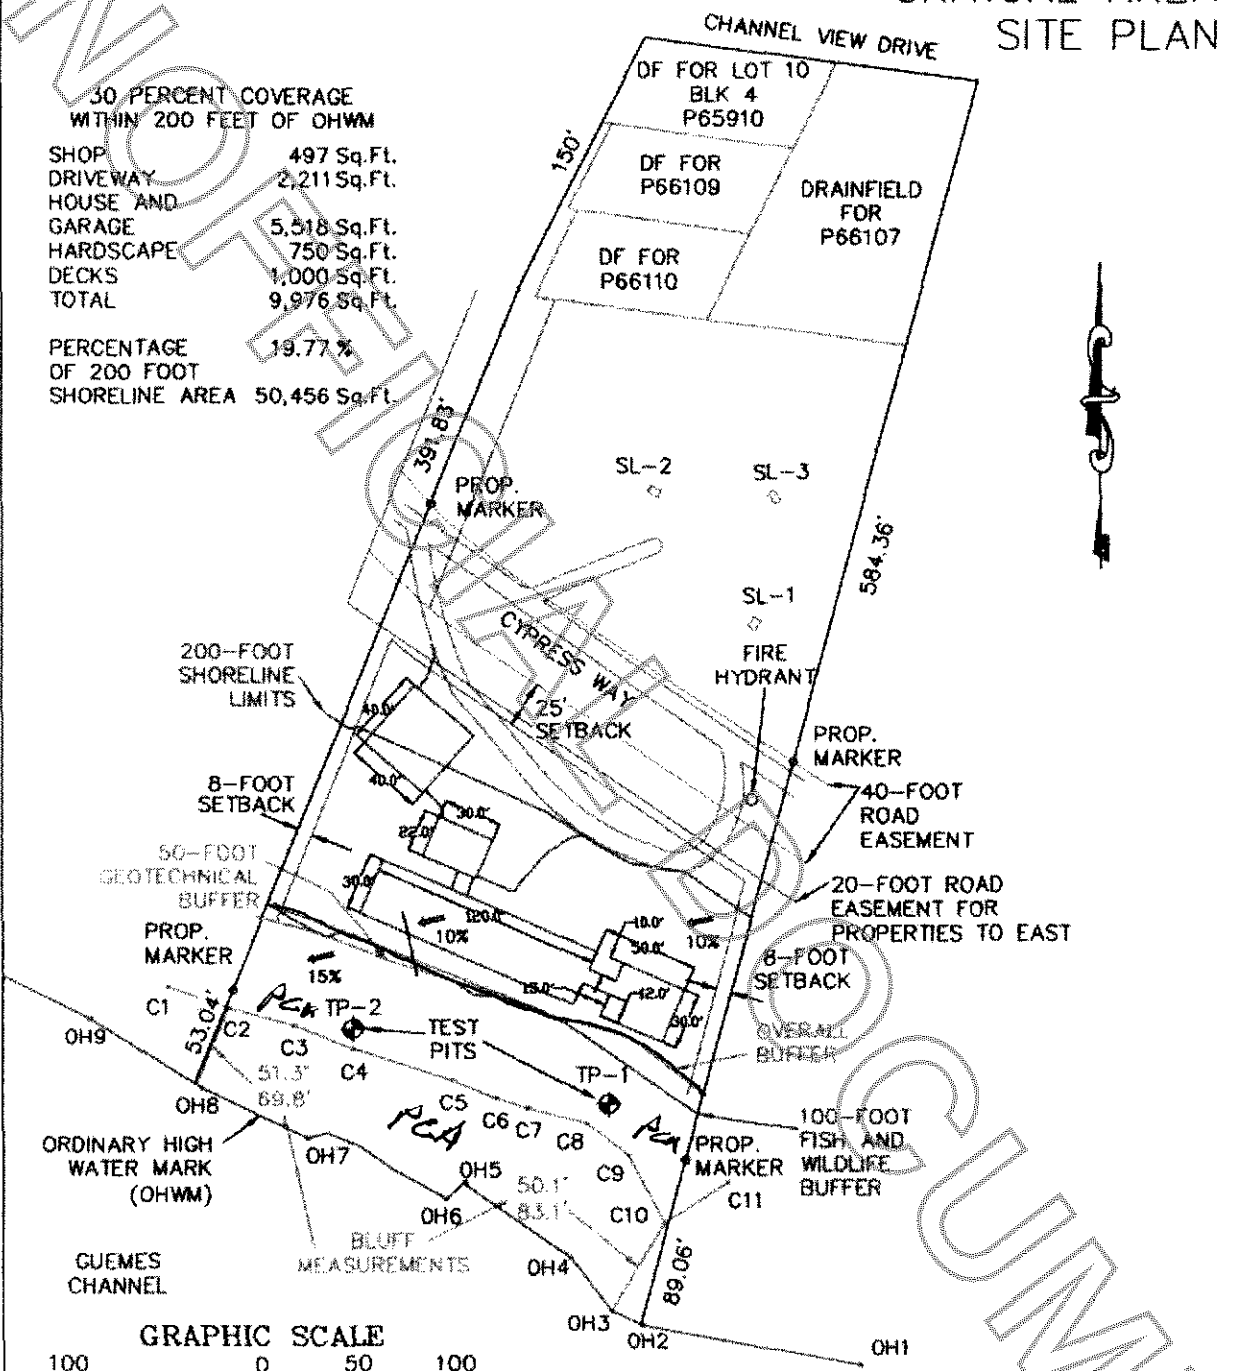 SITE PLAN
CHANNEL VIEW DRIVE
30 PERCENT COVERAGE
WITHIN 200 FEET OF OHWM
SHOP 497 Sq.Ft.
DRIVEWAY 2,211 Sq.Ft.
HOUSE AND
GARAGE 5,518 Sq.Ft.
HARDSCAPE 750 Sq.Ft.
DECKS 1,000 Sq.Ft.
TOTAL 9,976 Sq.Ft.
PERCENTAGE 19.77 %
OF 200 FOOT
SHORELINE AREA 50,456 Sq.Ft.
DF FOR LOT 10
BLK 4
P65910
150'
DF FOR
P66109
DRAINFIELD
FOR
P66107
DF FOR
P66110
391.83'
PROP.
MARKER
SL-2
SL-3
584.36'
SL-1
FIRE
HYDRANT
CYPRESS WAY
200-FOOT
SHORELINE
LIMITS
25'
SETBACK
40.0'
40.0'
PROP.
MARKER
8-FOOT
SETBACK
40-FOOT
ROAD
EASEMENT
30.0'
22.0'
50-FOOT
GEOTECHNICAL
BUFFER
30.0'
120.0'
10%
10.0'
50.0'
10%
20-FOOT ROAD
EASEMENT FOR
PROPERTIES TO EAST
8-FOOT
SETBACK
PROP.
MARKER
15%
12.0'
30.0'
OVERALL
BUFFER
C1
PCA
TP-2
TEST
PITS
TP-1
OH9
C2
C3
C4
53.04'
51.3'
69.8'
OH8
C5
C6
C7
C8
PCA
PCA
C9
PROP.
MARKER
100-FOOT
FISH AND
WILDLIFE
BUFFER
ORDINARY HIGH
WATER MARK
(OHWM)
OH7
OH5
50.1'
83.1'
C10
C11
OH6
BLUFF
MEASUREMENTS
OH4
89.06'
GUEMES
CHANNEL
OH3
OH2
OH1
GRAPHIC SCALE
100 0 50 100
UNOFFICIAL DOCUM